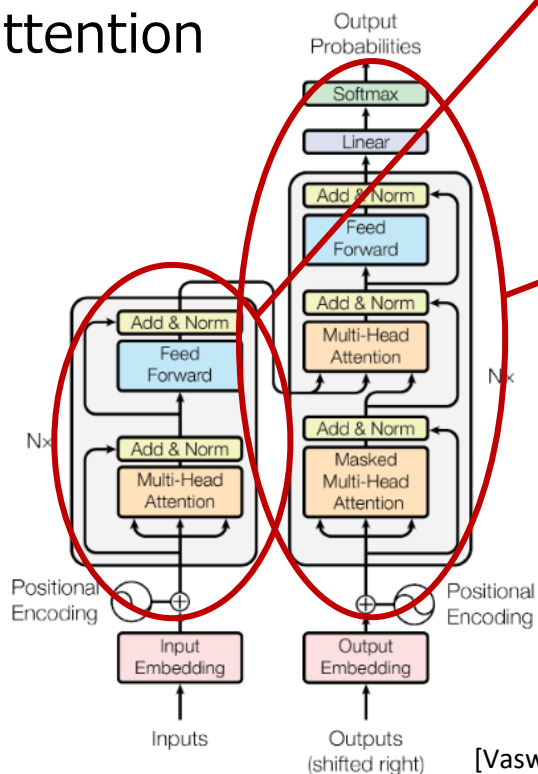 ttention
Output
Probabilities
Softmax
Linear
Add & Norm
Feed
Forward
Add & Norm
Multi-Head
Attention
Add & Norm
Masked
Multi-Head
Attention
Nx
Add & Norm
Feed
Forward
Nx
Add & Norm
Multi-Head
Attention
Positional
Encoding
Positional
Encoding
Input
Embedding
Output
Embedding
Inputs
Outputs
(shifted right)
[Vasw